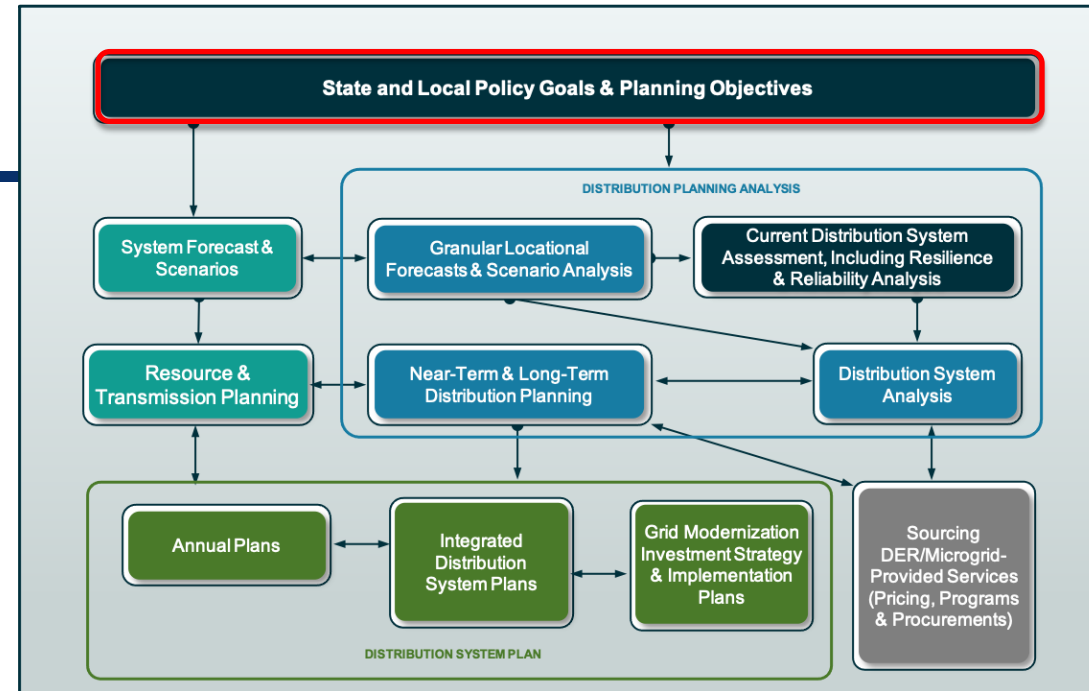 State and Local Policy Goals & Planning Objectives
DISTRIBUTION PLANNING ANALYSIS
System Forecast &
Scenarios
Granular Locational
Forecasts & Scenario Analysis
Current Distribution System
Assessment, Including Resilience
& Reliability Analysis
Resource &
Transmission Planning
Near-Term & Long-Term
Distribution Planning
Distribution System
Analysis
Annual Plans
Integrated
Distribution
System Plans
Grid Modernization
Investment Strategy
& Implementation
Plans
Sourcing
DER/Microgrid-
Provided Services
(Pricing, Programs
& Procurements)
DISTRIBUTION SYSTEM PLAN